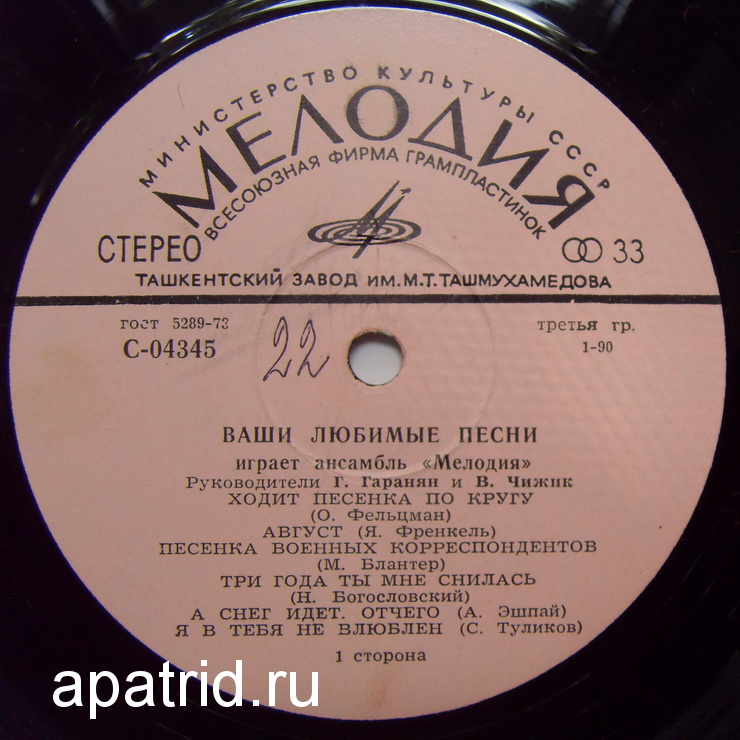 МИНИСТЕРСТВО КУЛЬТУРЫ СССР
МЕЛОДИЯ
ВСЕСОЮЗНАЯ ФИРМА ГРАМПЛАСТИНОК
СТЕРЕО 33
ТАШКЕНТСКИЙ ЗАВОД ИМ. М.Т. ТАШМУХАМЕДОВА
гост 5289-73 третья гр.
С-04345 22 1-90
ВАШИ ЛЮБИМЫЕ ПЕСНИ
играет ансамбль «Мелодия»
Руководители Г. Гаранян и В. Чижик
ХОДИТ ПЕСЕНКА ПО КРУГУ
(О. Фельцман)
АВГУСТ (Я. Френкель)
ПЕСЕНКА ВОЕННЫХ КОРРЕСПОНДЕНТОВ
(М. Блантер)
ТРИ ГОДА ТЫ МНЕ СНИЛАСЬ
(Н. Богословский)
А СНЕГ ИДЕТ. ОТЧЕГО (А. Эшпай)
Я В ТЕБЯ НЕ ВЛЮБЛЕН (С. Туликов)
1 сторона
apatrid.ru